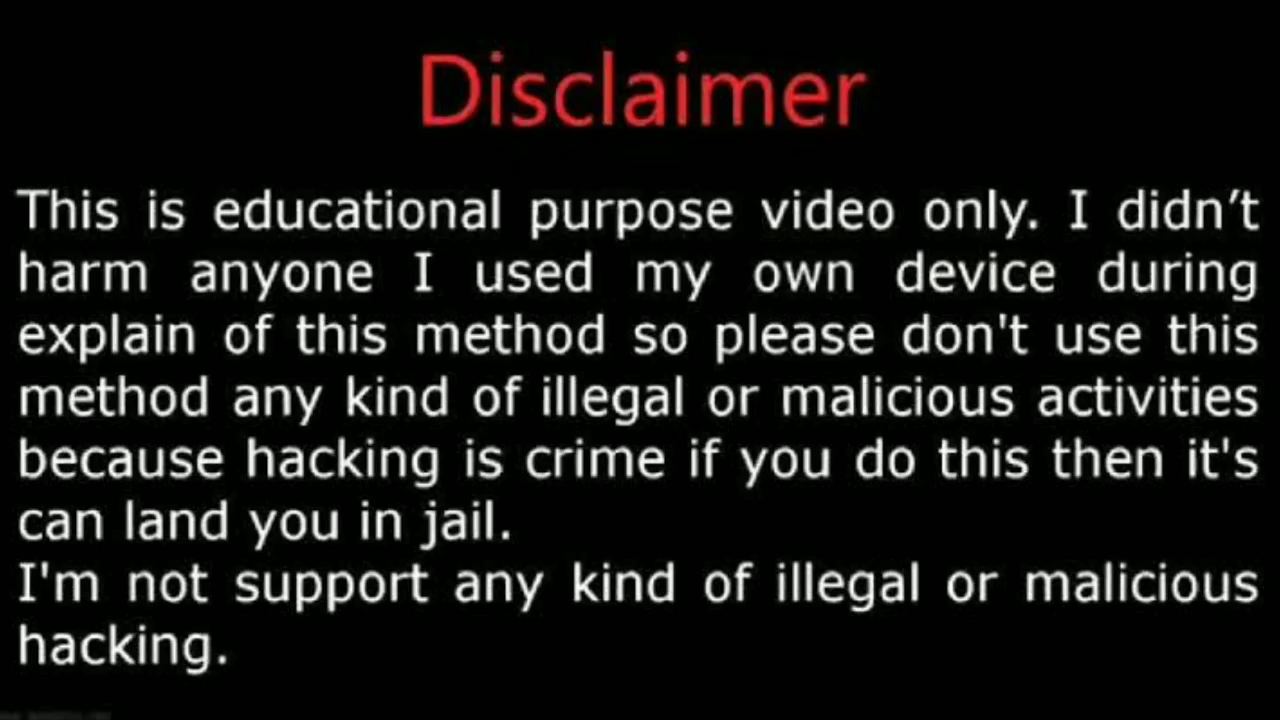 Disclaimer
This is educational purpose video only. I didn’t
harm anyone I used my own device during
explain of this method so please don't use this
method any kind of illegal or malicious activities
because hacking is crime if you do this then it's
can land you in jail.
I'm not support any kind of illegal or malicious
hacking.